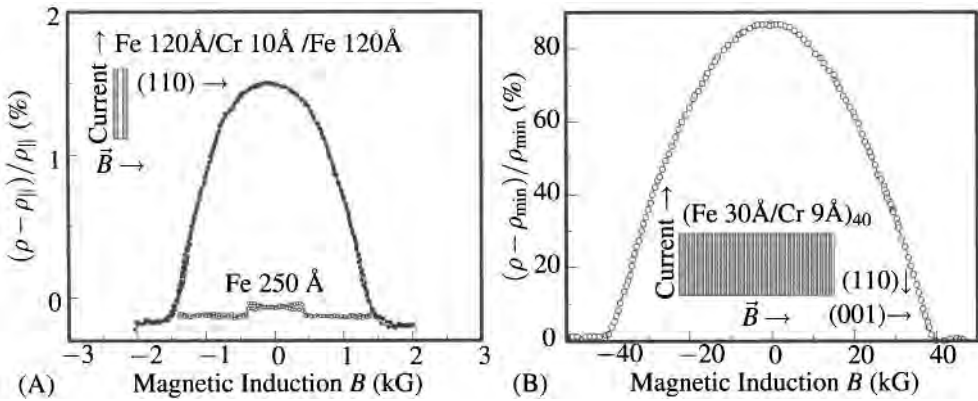 2
1
0
(ρ − ρ∥)/ρ∥ (%)
↑ Fe 120Å/Cr 10Å /Fe 120Å
Current
(110) →
B⃗ →
Fe 250 Å
−3 −2 −1 0 1 2 3
(A) Magnetic Induction B (kG)
80
60
40
20
0
(ρ − ρmin)/ρmin (%)
Current →
(Fe 30Å/Cr 9Å)40
(110)↓
B⃗ → (001)→
−40 −20 0 20 40
(B) Magnetic Induction B (kG)